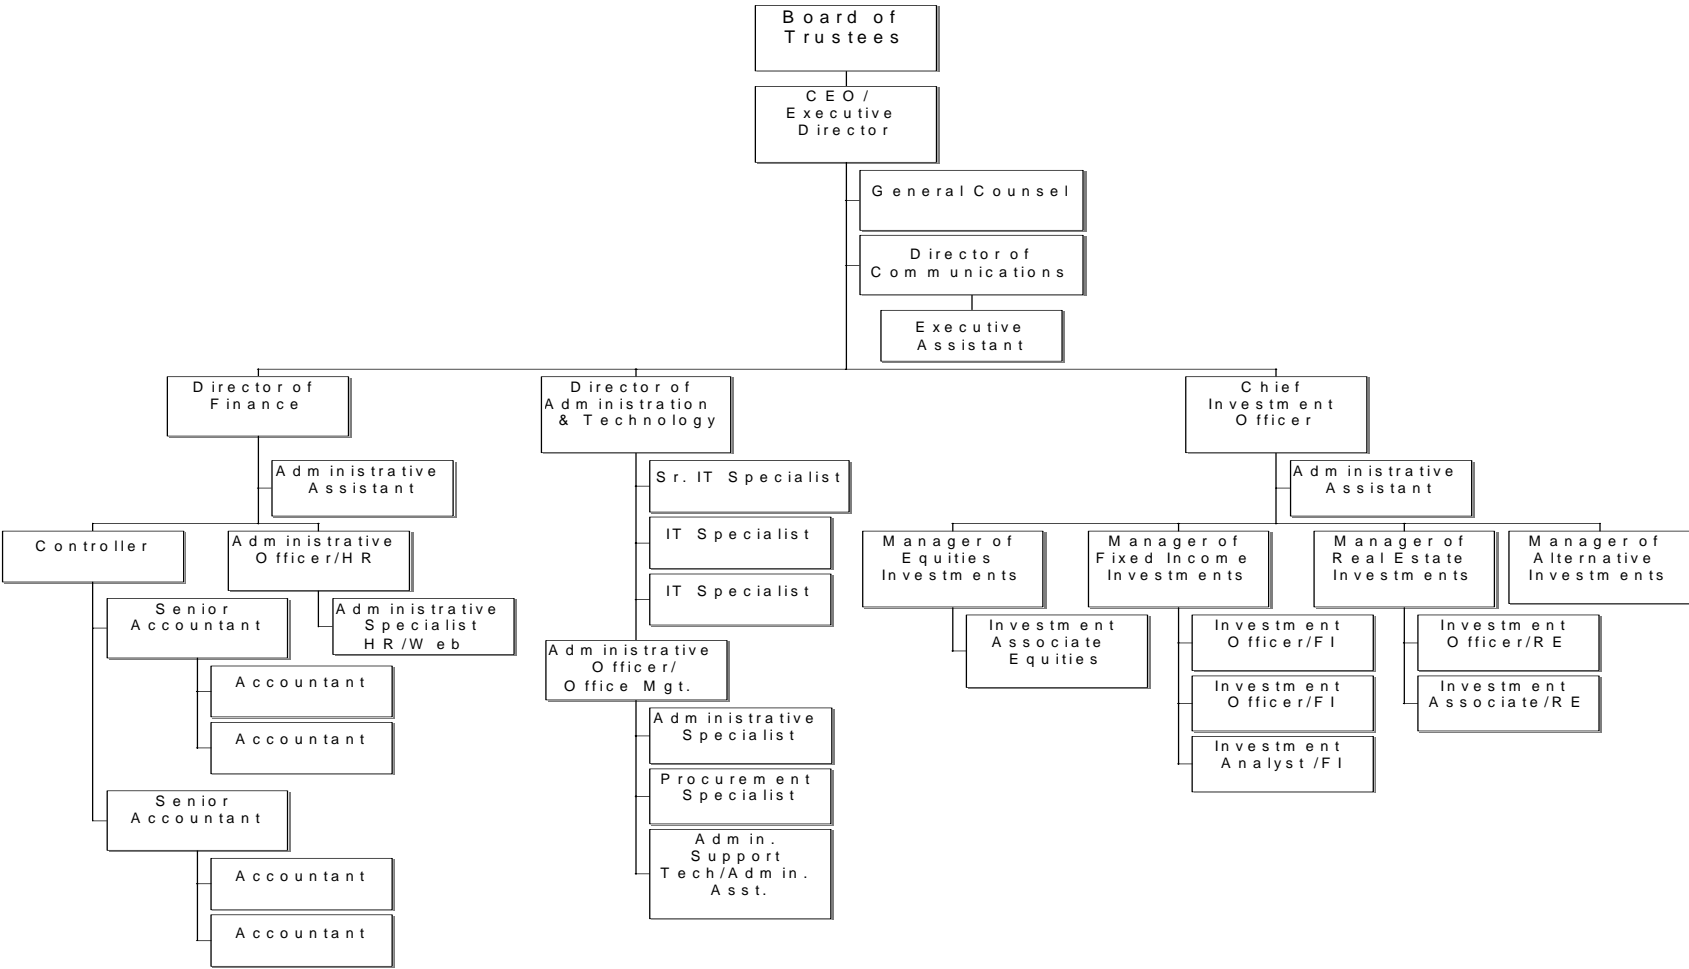 Board of
Trustees
CEO/
Executive
Director
General Counsel
Director of
Communications
Executive
Assistant
Director of
Finance
Administrative
Assistant
Controller
Senior
Accountant
Accountant
Accountant
Senior
Accountant
Accountant
Accountant
Administrative
Officer/HR
Administrative
Specialist
HR/Web
Director of
Administration
& Technology
Sr. IT Specialist
IT Specialist
IT Specialist
Administrative
Officer/
Office Mgt.
Administrative
Specialist
Procurement
Specialist
Admin.
Support
Tech/Admin.
Asst.
Chief
Investment
Officer
Administrative
Assistant
Manager of
Equities
Investments
Investment
Associate
Equities
Manager of
Fixed Income
Investments
Investment
Officer/FI
Investment
Officer/FI
Investment
Analyst/FI
Manager of
Real Estate
Investments
Investment
Officer/RE
Investment
Associate/RE
Manager of
Alternative
Investments